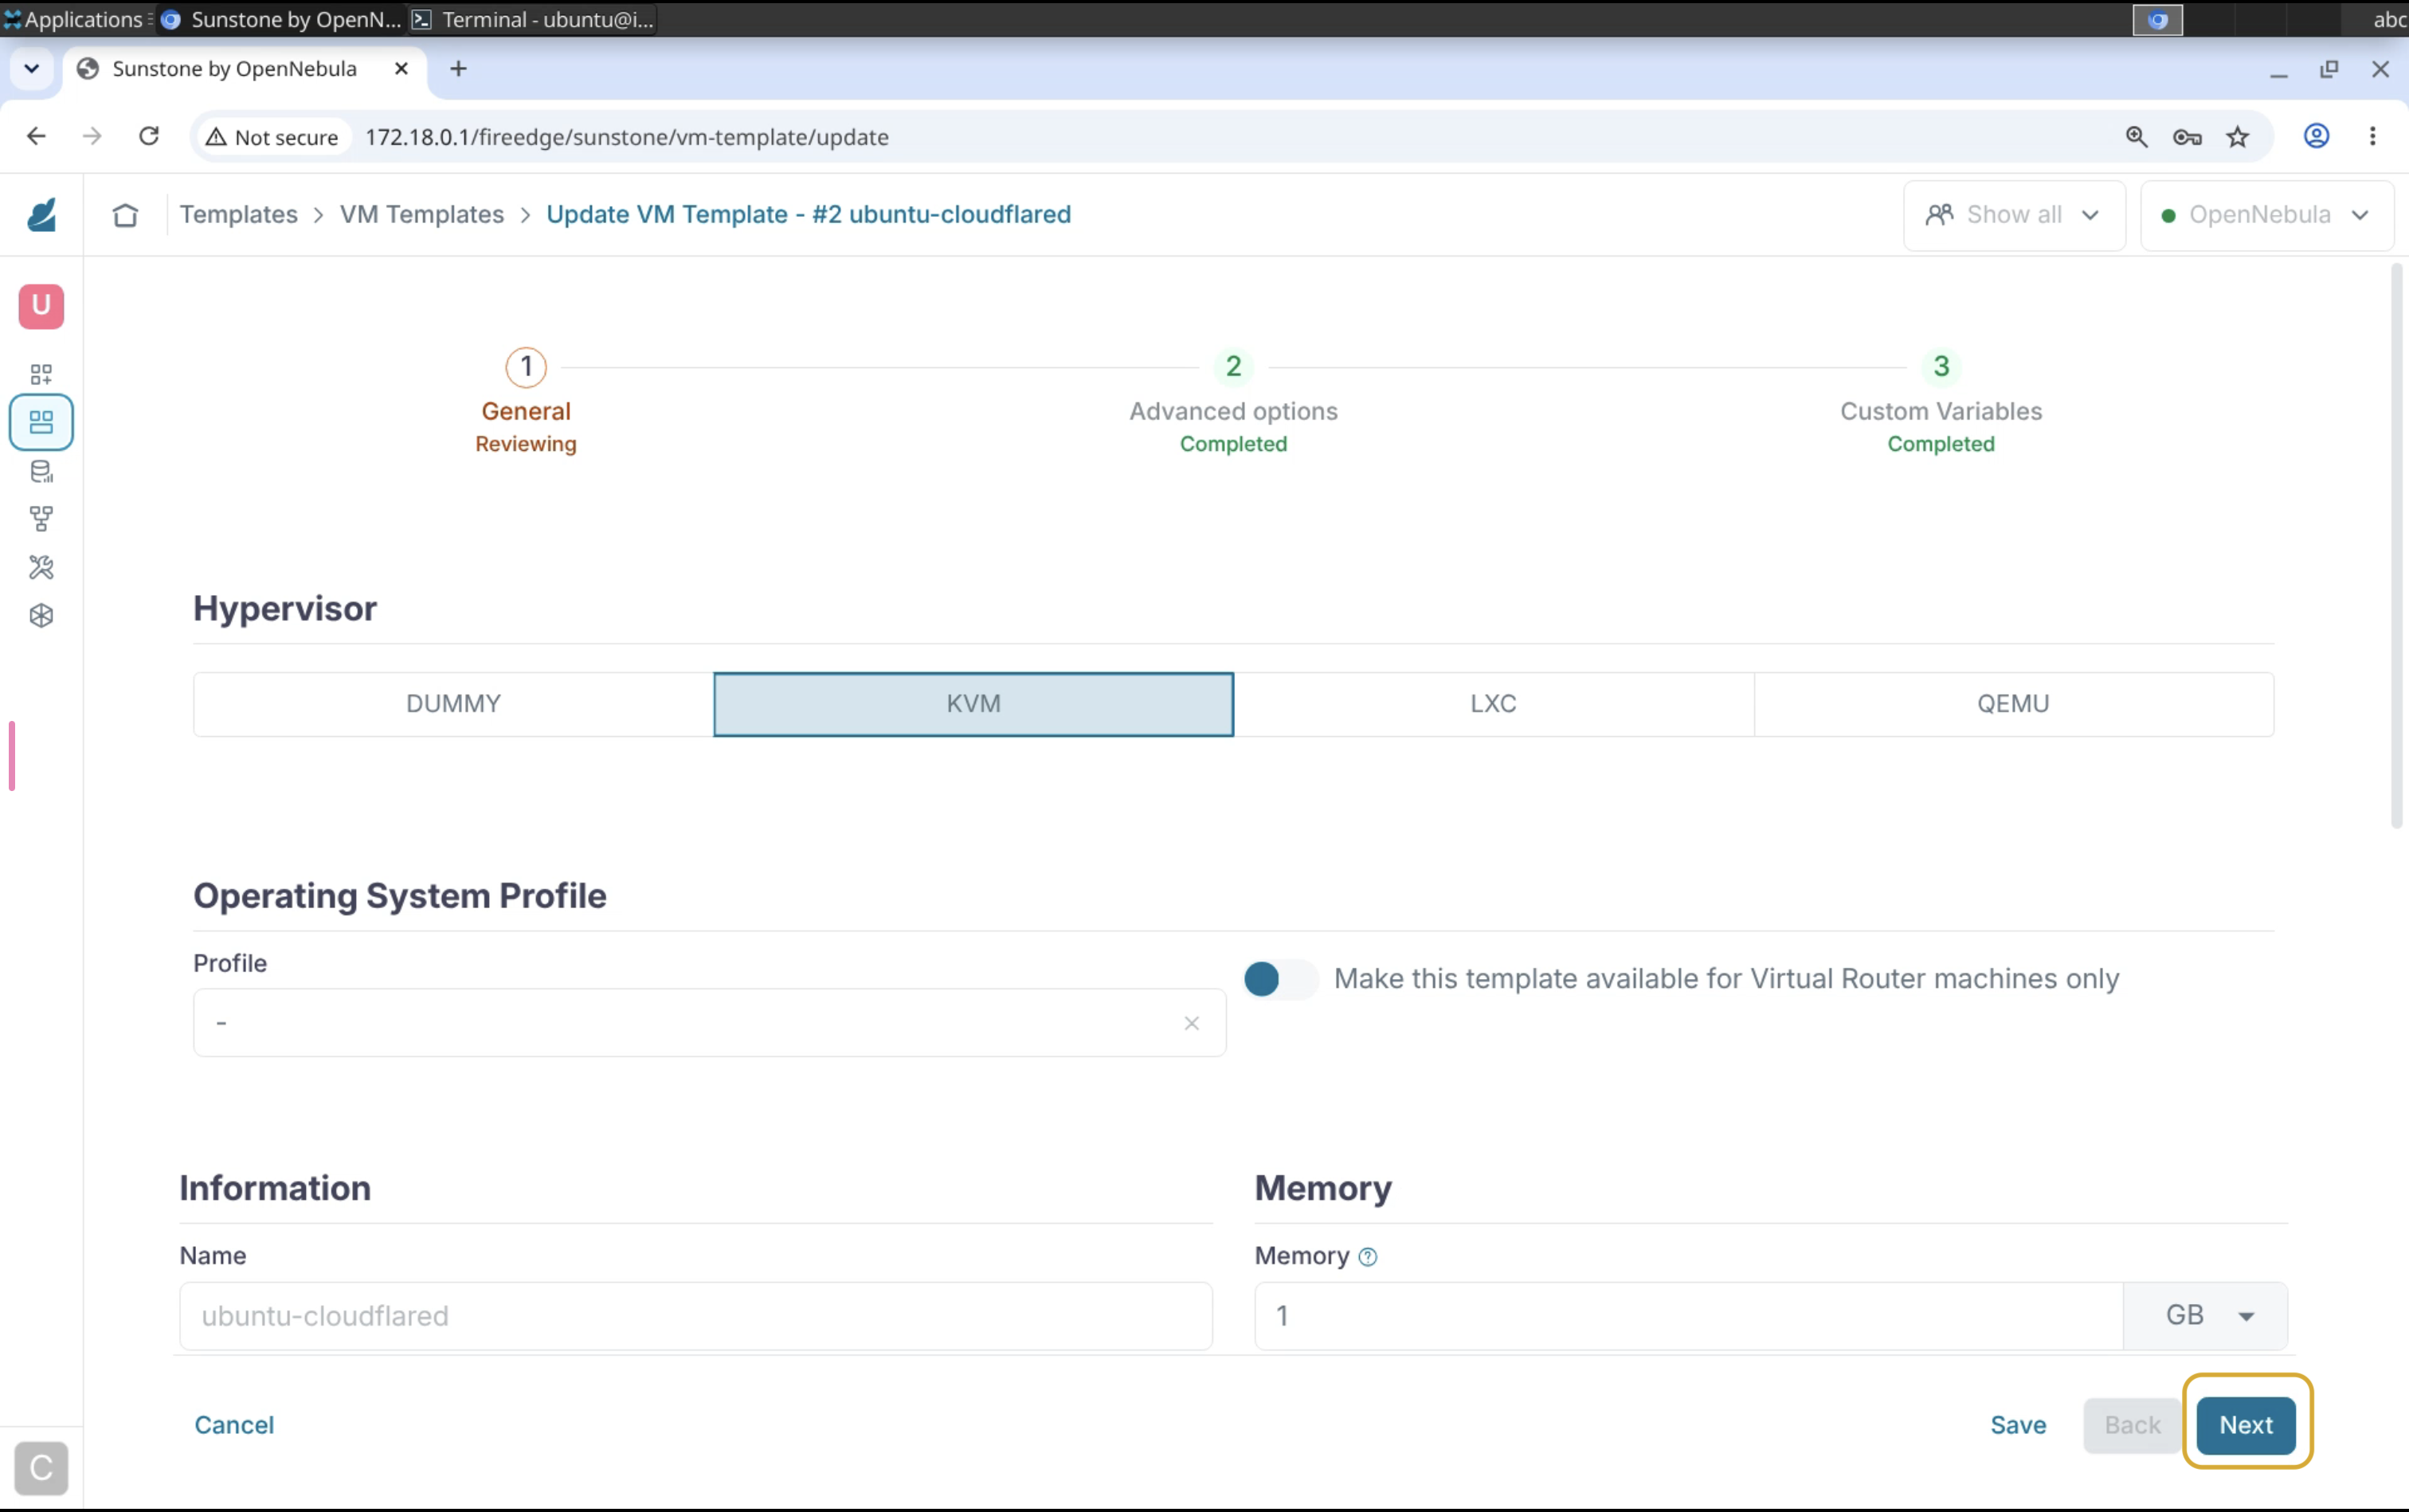 Applications Sunstone by OpenN... Terminal - ubuntu@i... abc
Sunstone by OpenNebula
Not secure 172.18.0.1/fireedge/sunstone/vm-template/update
Templates > VM Templates > Update VM Template - #2 ubuntu-cloudflared Show all OpenNebula
U
1 2 3
General Advanced options Custom Variables
Reviewing Completed Completed
Hypervisor
DUMMY KVM LXC QEMU
Operating System Profile
Profile
Make this template available for Virtual Router machines only
-
Information Memory
Name Memory
ubuntu-cloudflared 1 GB
Cancel Save Back Next
C